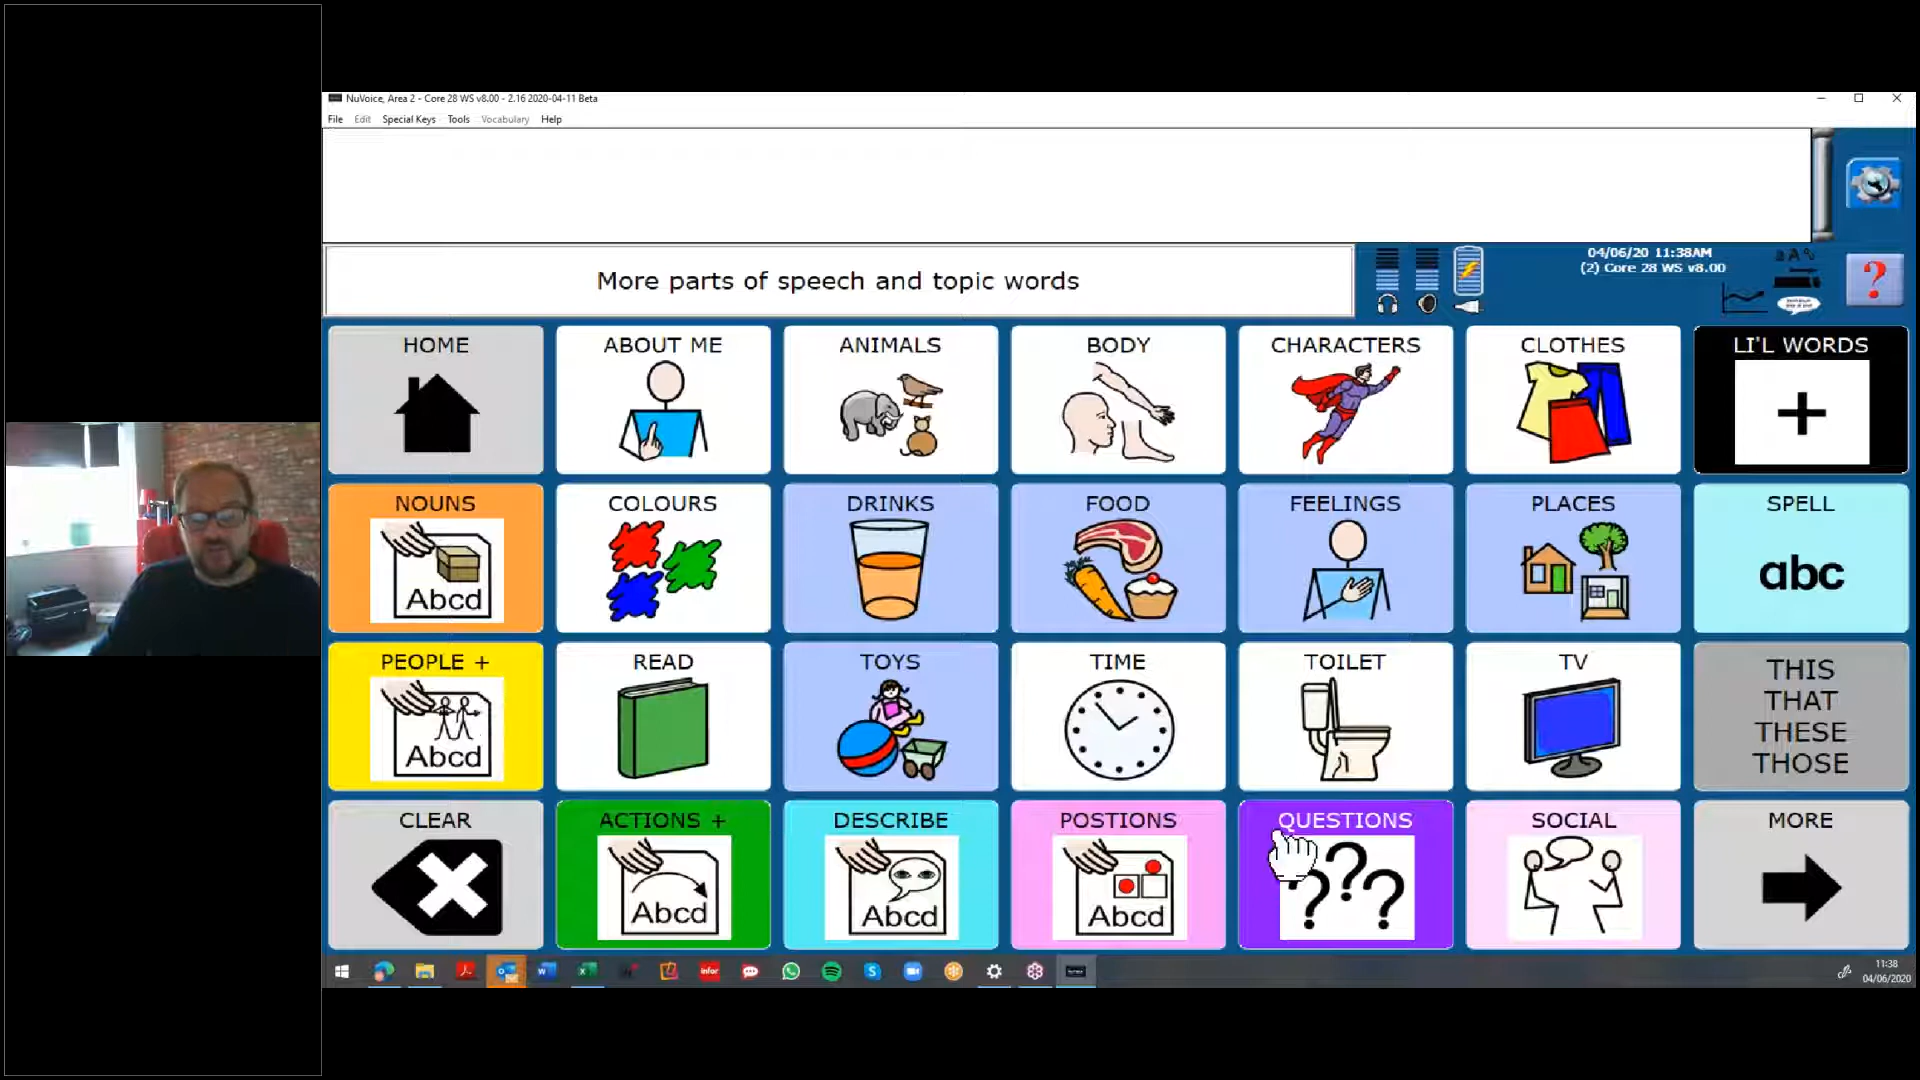 NuVoice, Area 2 - Core 28 WS v8.00 - 2.16 2020-04-11 Beta
File Edit Special Keys Tools Vocabulary Help
04/06/20 11:38AM
(2) Core 28 WS v8.00
?
More parts of speech and topic words
HOME
ABOUT ME
ANIMALS
BODY
CHARACTERS
CLOTHES
LI'L WORDS
+
NOUNS
Abcd
COLOURS
DRINKS
FOOD
FEELINGS
PLACES
SPELL
abc
PEOPLE +
Abcd
READ
TOYS
TIME
TOILET
TV
THIS
THAT
THESE
THOSE
CLEAR
ACTIONS +
Abcd
DESCRIBE
Abcd
POSTIONS
Abcd
QUESTIONS
???
SOCIAL
MORE
infor
11:38
04/06/2020